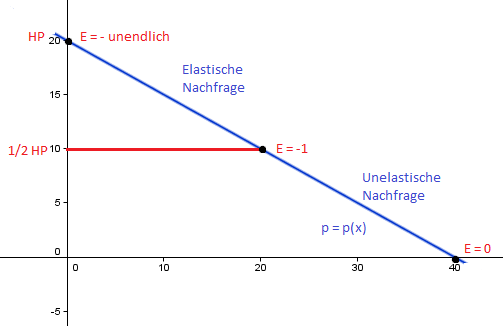 HP 20 E = - unendlich
Elastische
Nachfrage
15
1/2 HP 10 E = -1
Unelastische
Nachfrage
5
p = p(x)
E = 0
0
0 10 20 30 40
-5